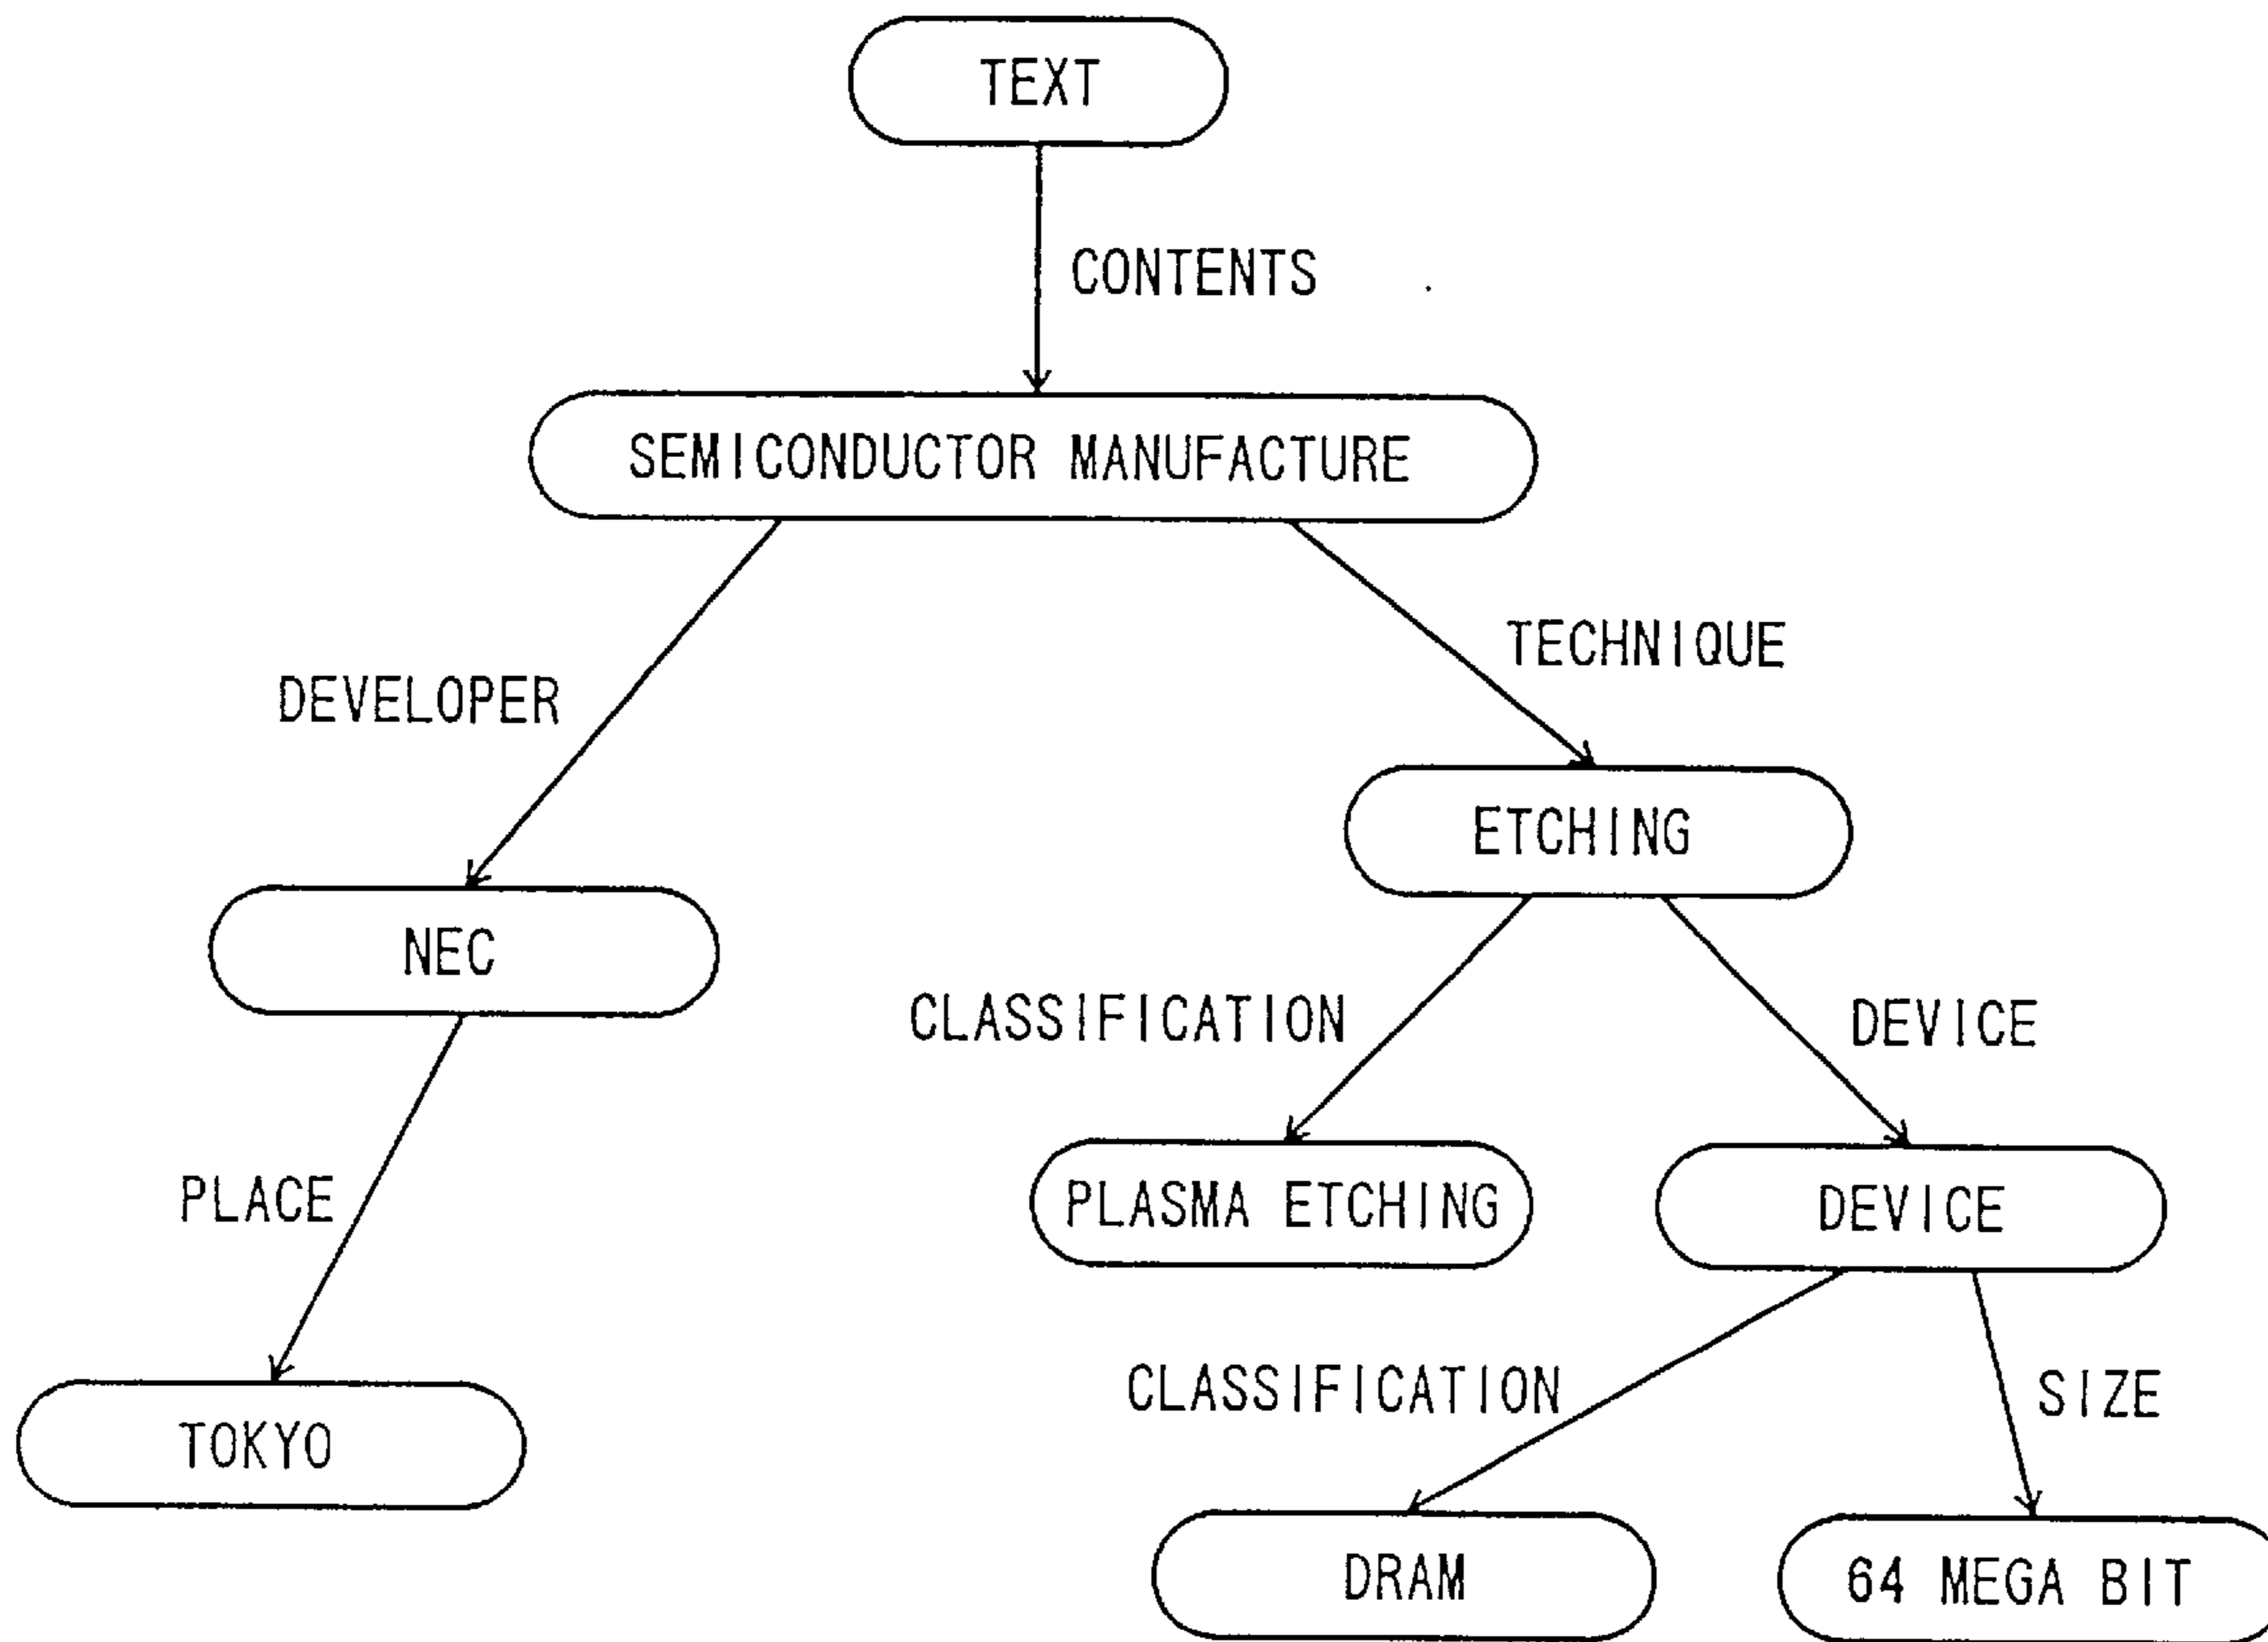 TEXT
CONTENTS
SEMICONDUCTOR MANUFACTURE
TECHNIQUE
DEVELOPER
ETCHING
NEC
CLASSIFICATION
DEVICE
PLACE
PLASMA ETCHING
DEVICE
CLASSIFICATION
SIZE
TOKYO
DRAM
64 MEGA BIT